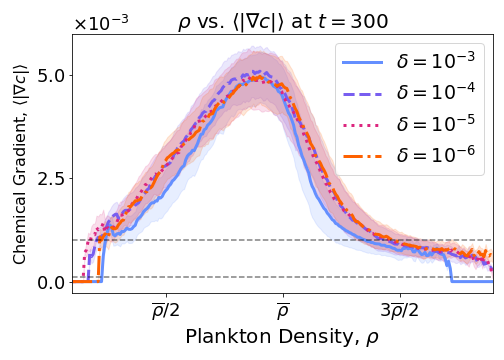 ×10⁻³
ρ vs. ⟨|∇c|⟩ at t = 300
Chemical Gradient, ⟨|∇c|⟩
5.0
2.5
0.0
δ = 10⁻³
δ = 10⁻⁴
δ = 10⁻⁵
δ = 10⁻⁶
ρ̅/2
ρ̅
3ρ̅/2
Plankton Density, ρ